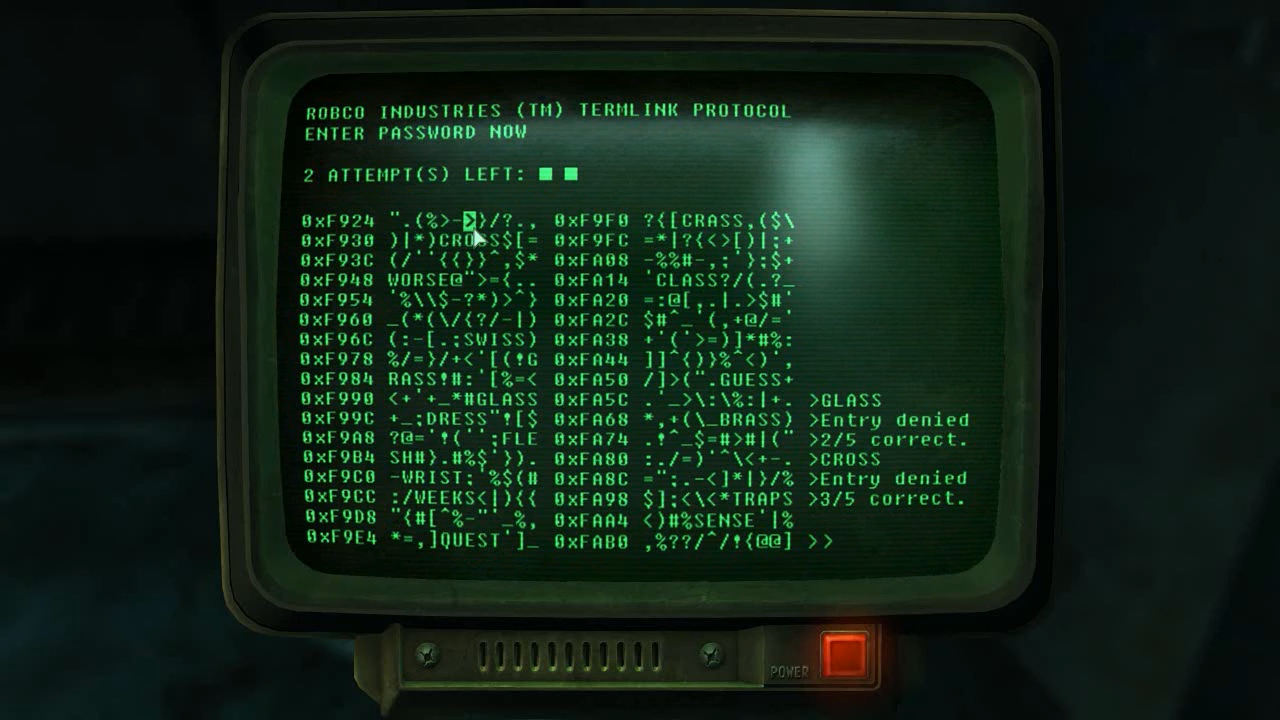 ROBCO INDUSTRIES (TM) TERMLINK PROTOCOL
ENTER PASSWORD NOW
2 ATTEMPT(S) LEFT: ■ ■
0xF924 ".(%>->}/?., 0xF9F0 ?{[CRASS,($\
0xF930 )|*)CROSS$[= 0xF9FC =*|?{<>[)|;+
0xF93C (/''{{}}^,$* 0xFA08 -%%#-,;'};$+
0xF948 WORSE@">={.. 0xFA14 'CLASS?/(.?_
0xF954 '%\\$-?*)>^} 0xFA20 =:@[,.|.>$#'
0xF960 _(*(\/{?/-|) 0xFA2C $#^_'(,+@/='
0xF96C (:-[.;SWISS) 0xFA38 +'('>=)]*#%:
0xF978 %/=}/+<'[(!G 0xFA44 ]]^{)}%^<)',
0xF984 RASS!#:'[%=< 0xFA50 /]>(".GUESS+
0xF990 <+'+_*#GLASS 0xFA5C .'_>\:\%:|+. >GLASS
0xF99C +_;DRESS"![$ 0xFA68 *,+(\_BRASS) >Entry denied
0xF9A8 ?@='!('';FLE 0xFA74 .!^_$=#>#|(" >2/5 correct.
0xF9B4 SH#}.#%$'}). 0xFA80 :./=)'^\<+-. >CROSS
0xF9C0 -WRIST;'%$(# 0xFA8C =";.-<]*|}/% >Entry denied
0xF9CC :/WEEKS<|){{ 0xFA98 $];<\<*TRAPS >3/5 correct.
0xF9D8 "{#[^%-"'_%, 0xFAA4 <)#%SENSE'|%
0xF9E4 *=,]QUEST']_ 0xFAB0 ,%??/^/!{@@] >>
POWER